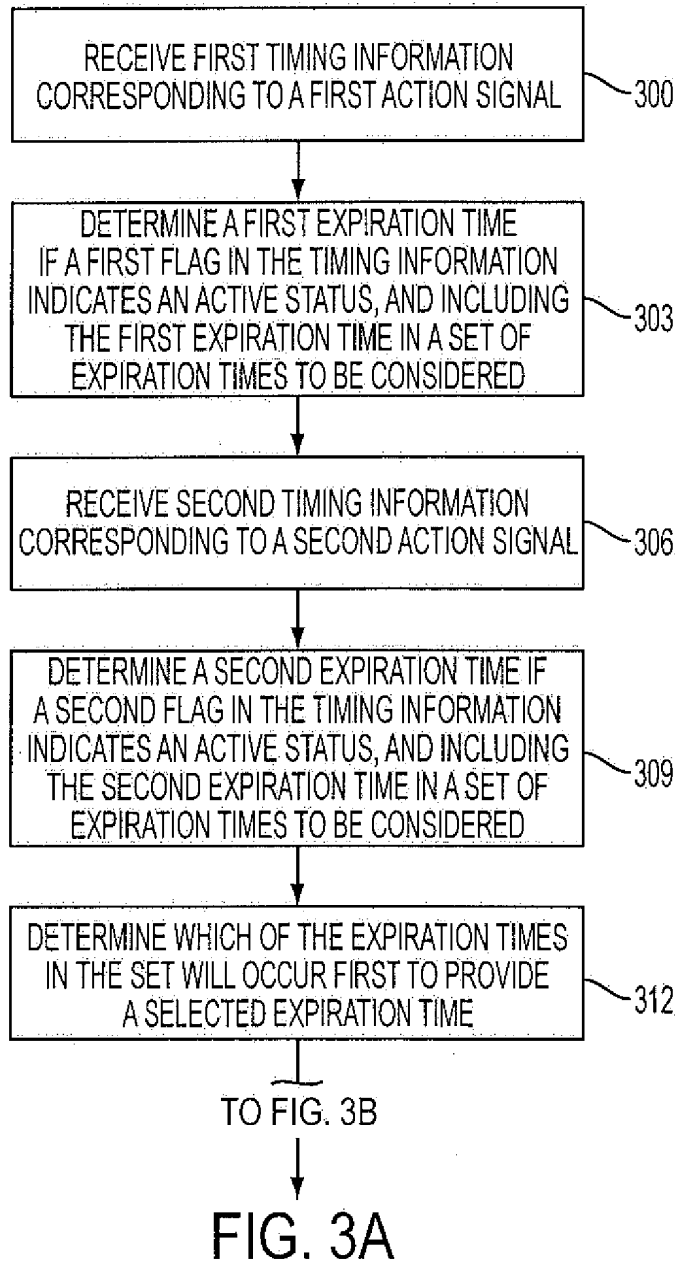 RECEIVE FIRST TIMING INFORMATION
CORRESPONDING TO A FIRST ACTION SIGNAL
300
DETERMINE A FIRST EXPIRATION TIME
IF A FIRST FLAG IN THE TIMING INFORMATION
INDICATES AN ACTIVE STATUS, AND INCLUDING
THE FIRST EXPIRATION TIME IN A SET OF
EXPIRATION TIMES TO BE CONSIDERED
303
RECEIVE SECOND TIMING INFORMATION
CORRESPONDING TO A SECOND ACTION SIGNAL
306
DETERMINE A SECOND EXPIRATION TIME IF
A SECOND FLAG IN THE TIMING INFORMATION
INDICATES AN ACTIVE STATUS, AND INCLUDING
THE SECOND EXPIRATION TIME IN A SET OF
EXPIRATION TIMES TO BE CONSIDERED
309
DETERMINE WHICH OF THE EXPIRATION TIMES
IN THE SET WILL OCCUR FIRST TO PROVIDE
A SELECTED EXPIRATION TIME
312
TO FIG. 3B
FIG. 3A